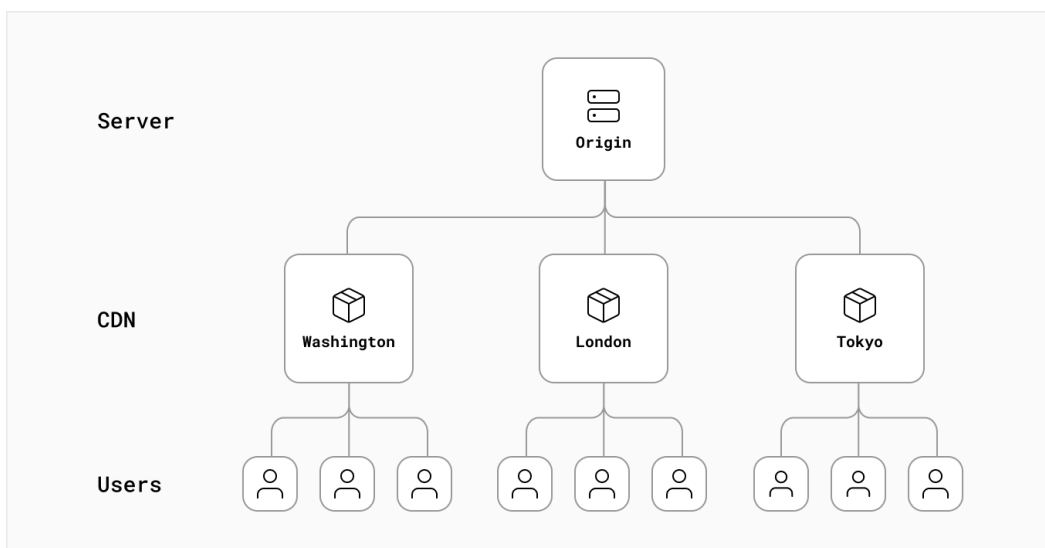 Server
Origin
CDN
Washington
London
Tokyo
Users